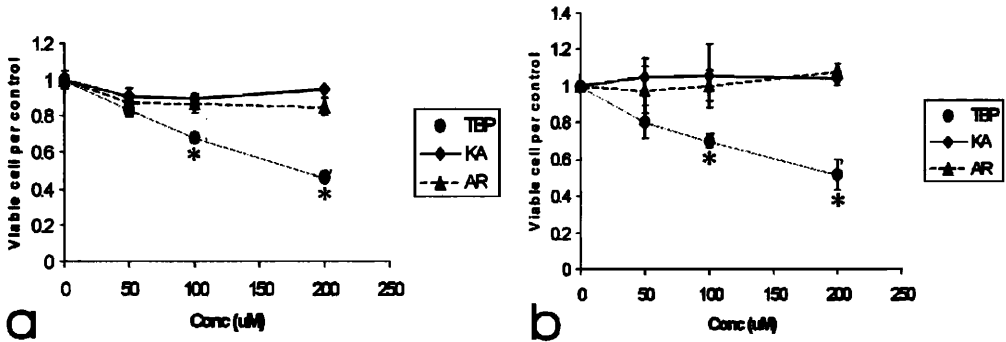 1.2
1
0.8
0.6
0.4
0.2
0
Viable cell per control
0 50 100 150 200 250
Conc (uM)
* *
TBP
KA
AR
a
1.4
1.2
1.0
0.8
0.6
0.4
0.2
0
Viable cell per control
0 50 100 150 200 250
Conc (uM)
* *
TBP
KA
AR
b